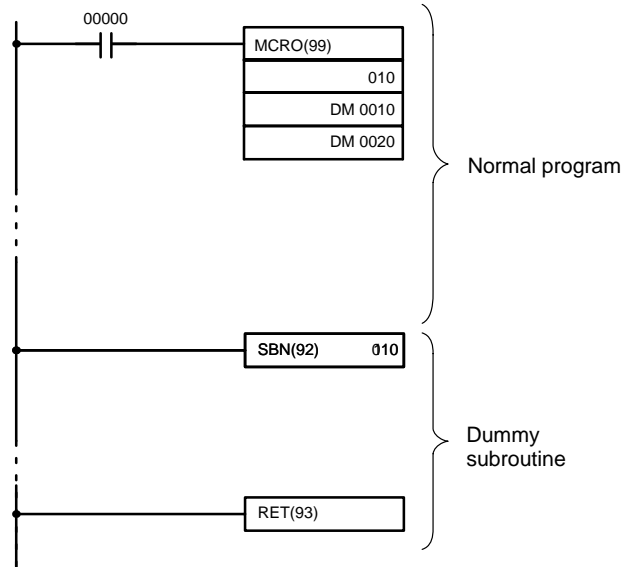 00000
MCRO(99)
010
DM 0010
DM 0020
Normal program
SBN(92) 010
Dummy
subroutine
RET(93)